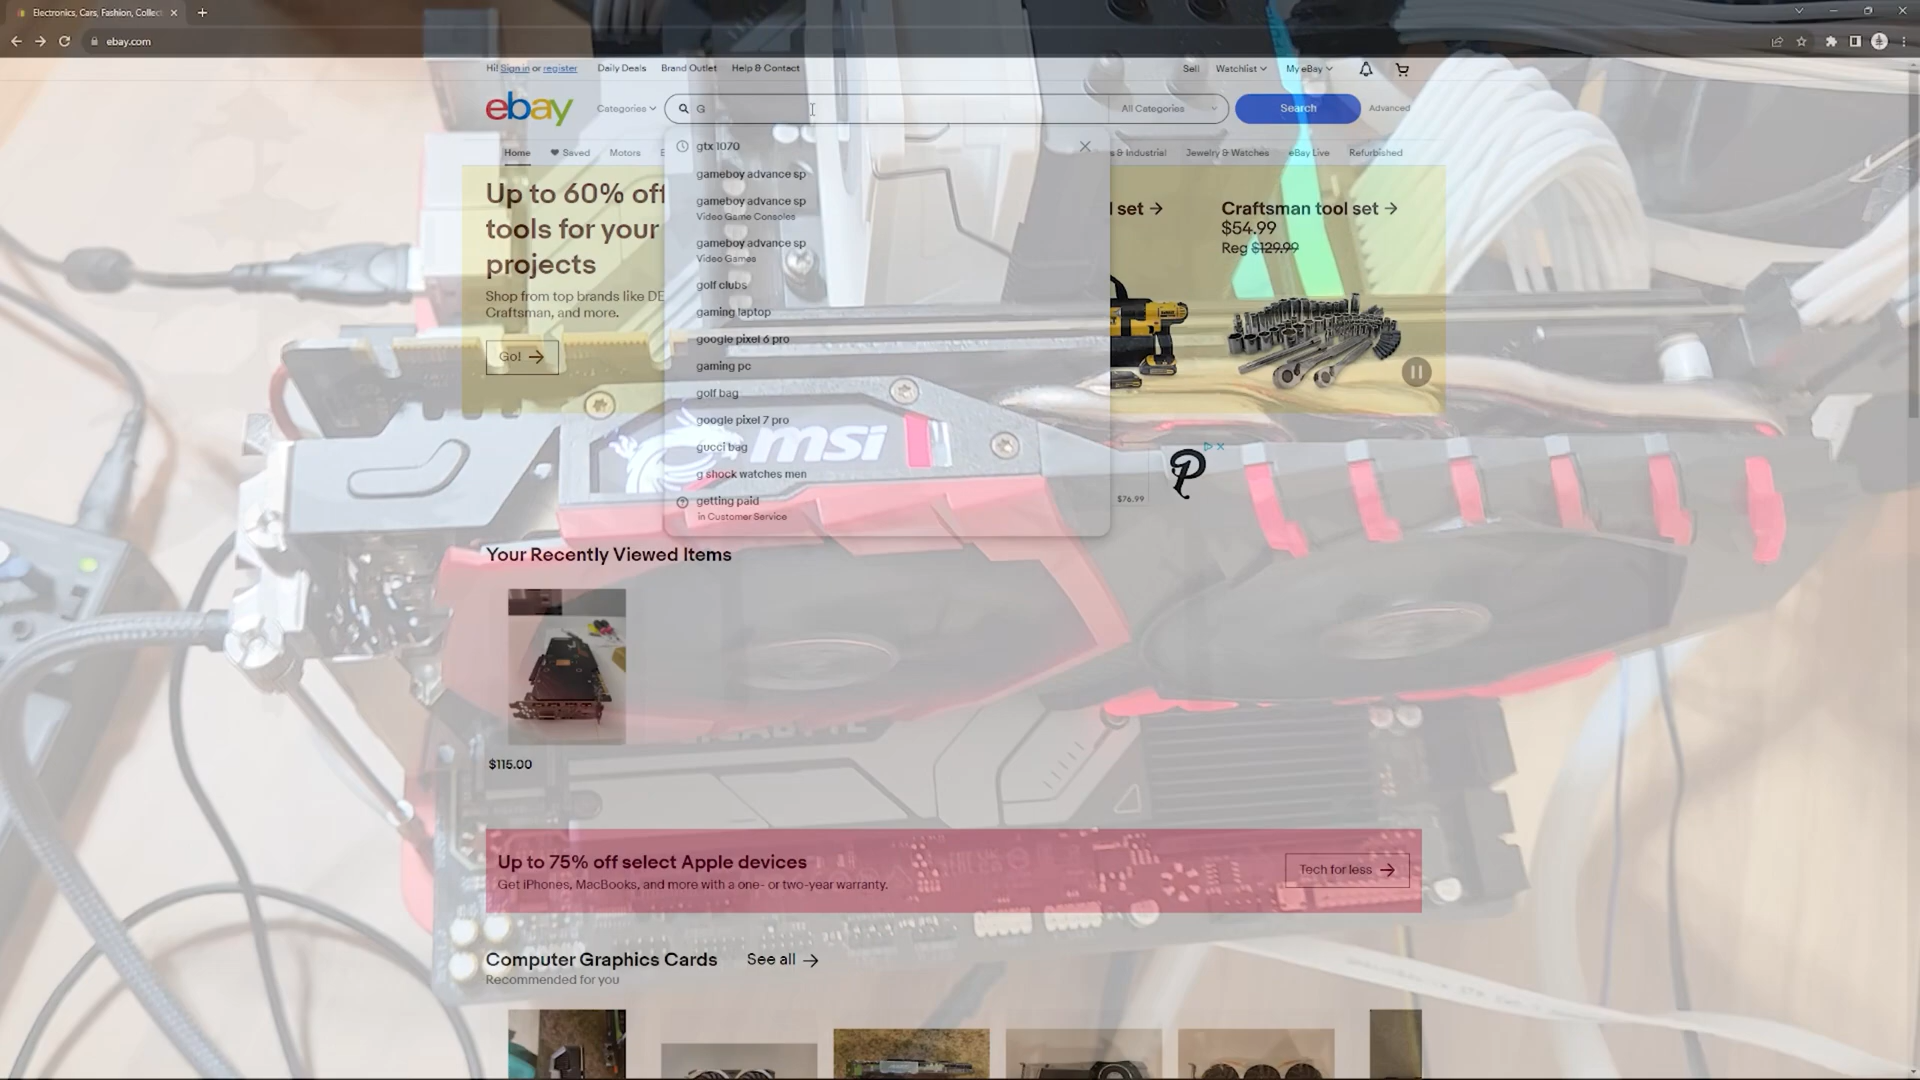 Electronics, Cars, Fashion, Collect
ebay.com
Hi! Sign in or register
Daily Deals
Brand Outlet
Help & Contact
Sell
Watchlist
My eBay
ebay
Categories
G
All Categories
Search
Advanced
Home
Saved
Motors
E
s & Industrial
Jewelry & Watches
eBay Live
Refurbished
gtx 1070
gameboy advance sp
gameboy advance sp
Video Game Consoles
gameboy advance sp
Video Games
golf clubs
gaming laptop
google pixel 6 pro
gaming pc
golf bag
google pixel 7 pro
gucci bag
g shock watches men
getting paid
in Customer Service
Up to 60% off
tools for your
projects
Shop from top brands like DE
Craftsman, and more.
Go!
l set
Craftsman tool set
$54.99
Reg $129.99
msi
$76.99
Your Recently Viewed Items
$115.00
Up to 75% off select Apple devices
Get iPhones, MacBooks, and more with a one- or two-year warranty.
Tech for less
Computer Graphics Cards
See all
Recommended for you